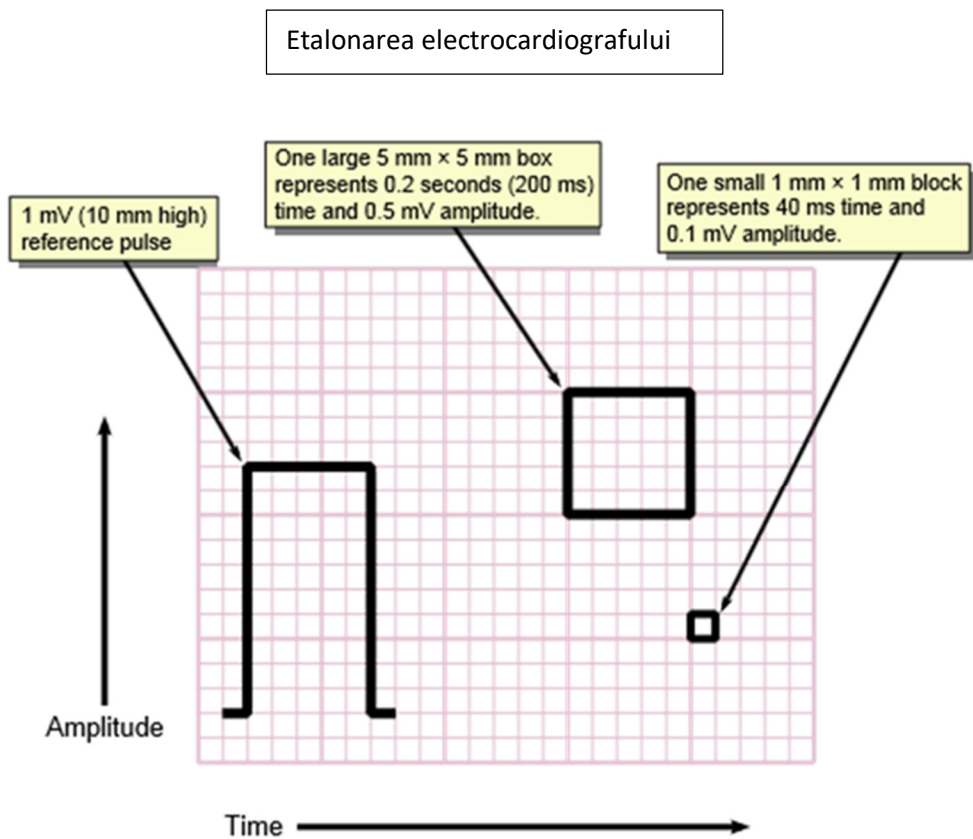 Etalonarea electrocardiografului
One large 5 mm × 5 mm box
represents 0.2 seconds (200 ms)
time and 0.5 mV amplitude.
One small 1 mm × 1 mm block
represents 40 ms time and
0.1 mV amplitude.
1 mV (10 mm high)
reference pulse
Amplitude
Time